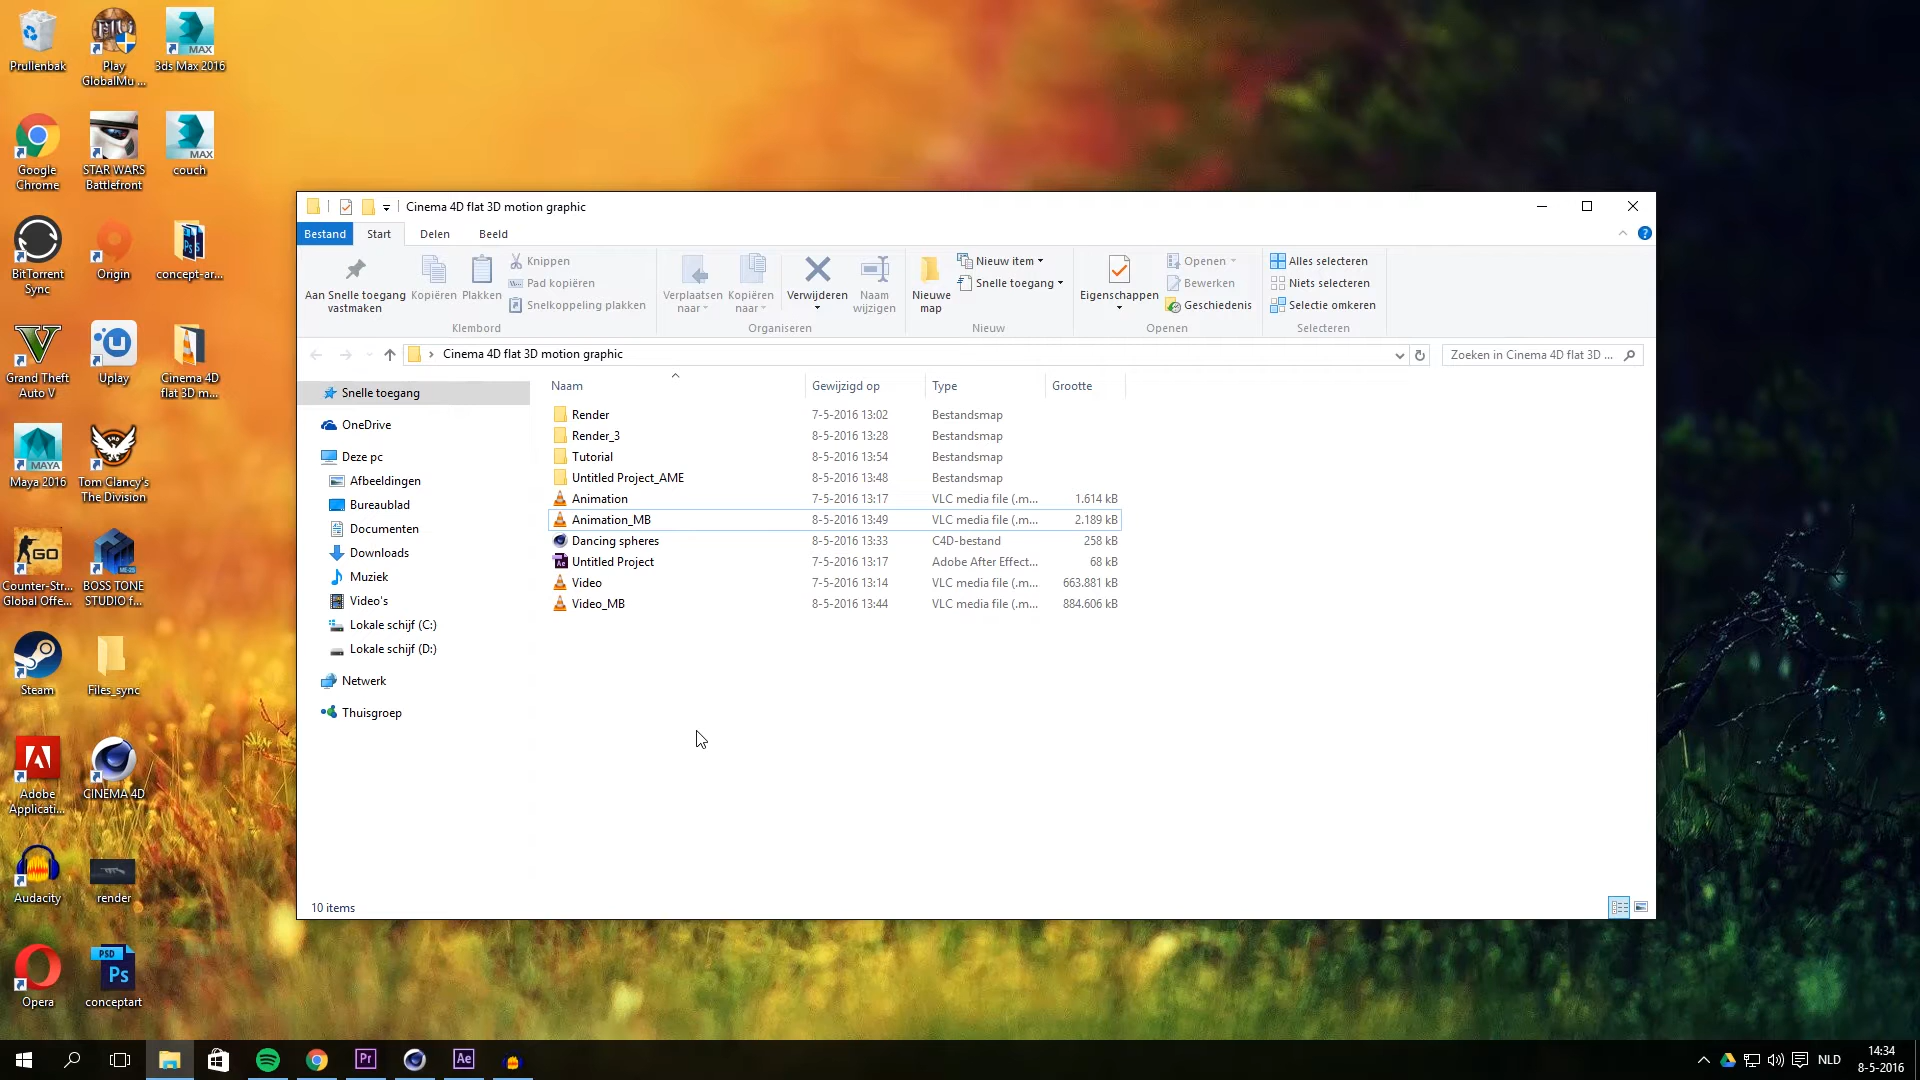 Prullenbak
Play
GlobalMu ...
3ds Max 2016
Google
Chrome
STAR WARS
Battlefront
couch
BitTorrent
Sync
Origin
concept-ar...
Grand Theft
Auto V
Uplay
Cinema 4D
flat 3D m...
Maya 2016
Tom Clancy's
The Division
Counter-Str...
Global Offe...
BOSS TONE
STUDIO f...
Steam
Files_sync
Adobe
Applicati...
CINEMA 4D
Audacity
render
Opera
conceptart
Cinema 4D flat 3D motion graphic
Bestand Start Delen Beeld
Aan Snelle toegang
vastmaken
Kopiëren
Plakken
Knippen
Pad kopiëren
Snelkoppeling plakken
Klembord
Verplaatsen
naar
Kopiëren
naar
Verwijderen
Naam
wijzigen
Organiseren
Nieuwe
map
Nieuw item
Snelle toegang
Nieuw
Eigenschappen
Openen
Bewerken
Geschiedenis
Openen
Alles selecteren
Niets selecteren
Selectie omkeren
Selecteren
Cinema 4D flat 3D motion graphic
Zoeken in Cinema 4D flat 3D ...
Snelle toegang
OneDrive
Deze pc
Afbeeldingen
Bureaublad
Documenten
Downloads
Muziek
Video's
Lokale schijf (C:)
Lokale schijf (D:)
Netwerk
Thuisgroep
Naam Gewijzigd op Type Grootte
Render 7-5-2016 13:02 Bestandsmap
Render_3 8-5-2016 13:28 Bestandsmap
Tutorial 8-5-2016 13:54 Bestandsmap
Untitled Project_AME 8-5-2016 13:48 Bestandsmap
Animation 7-5-2016 13:17 VLC media file (.m... 1.614 kB
Animation_MB 8-5-2016 13:49 VLC media file (.m... 2.189 kB
Dancing spheres 8-5-2016 13:33 C4D-bestand 258 kB
Untitled Project 7-5-2016 13:17 Adobe After Effect... 68 kB
Video 7-5-2016 13:14 VLC media file (.m... 663.881 kB
Video_MB 8-5-2016 13:44 VLC media file (.m... 884.606 kB
10 items
NLD
14:34
8-5-2016